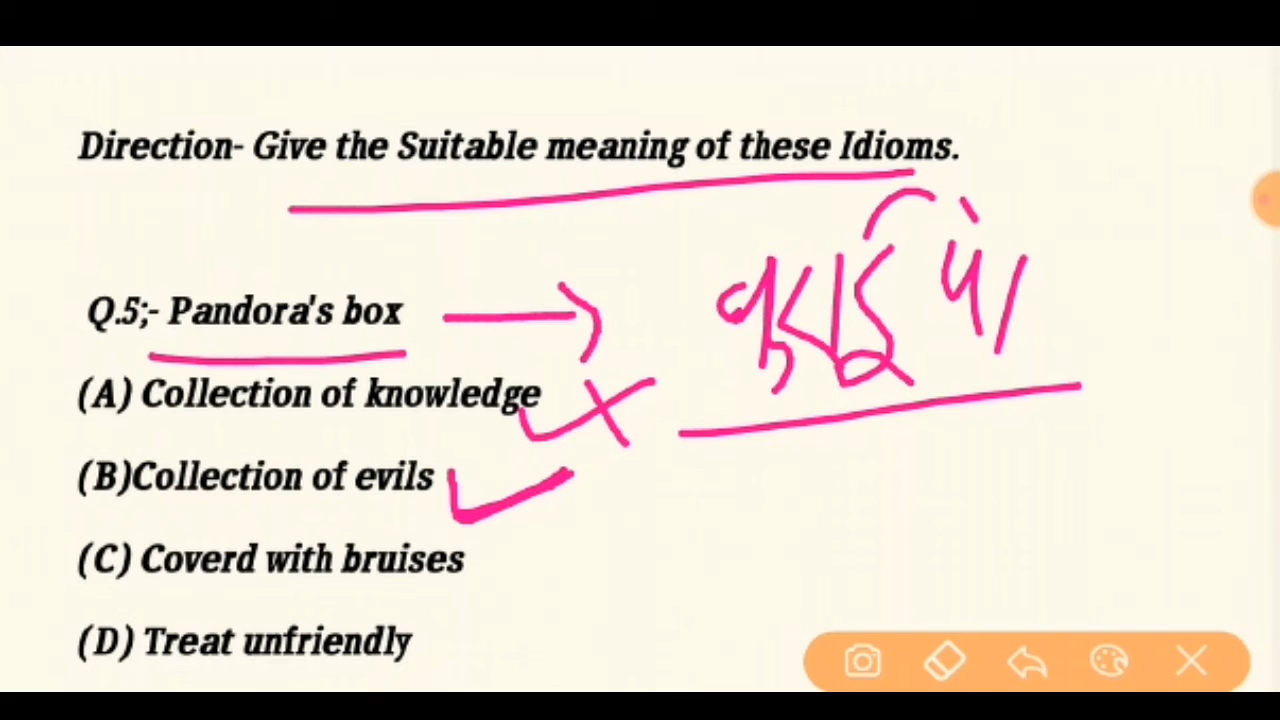 Direction- Give the Suitable meaning of these Idioms.
Q.5;- Pandora's box
(A) Collection of knowledge
(B)Collection of evils
(C) Coverd with bruises
(D) Treat unfriendly